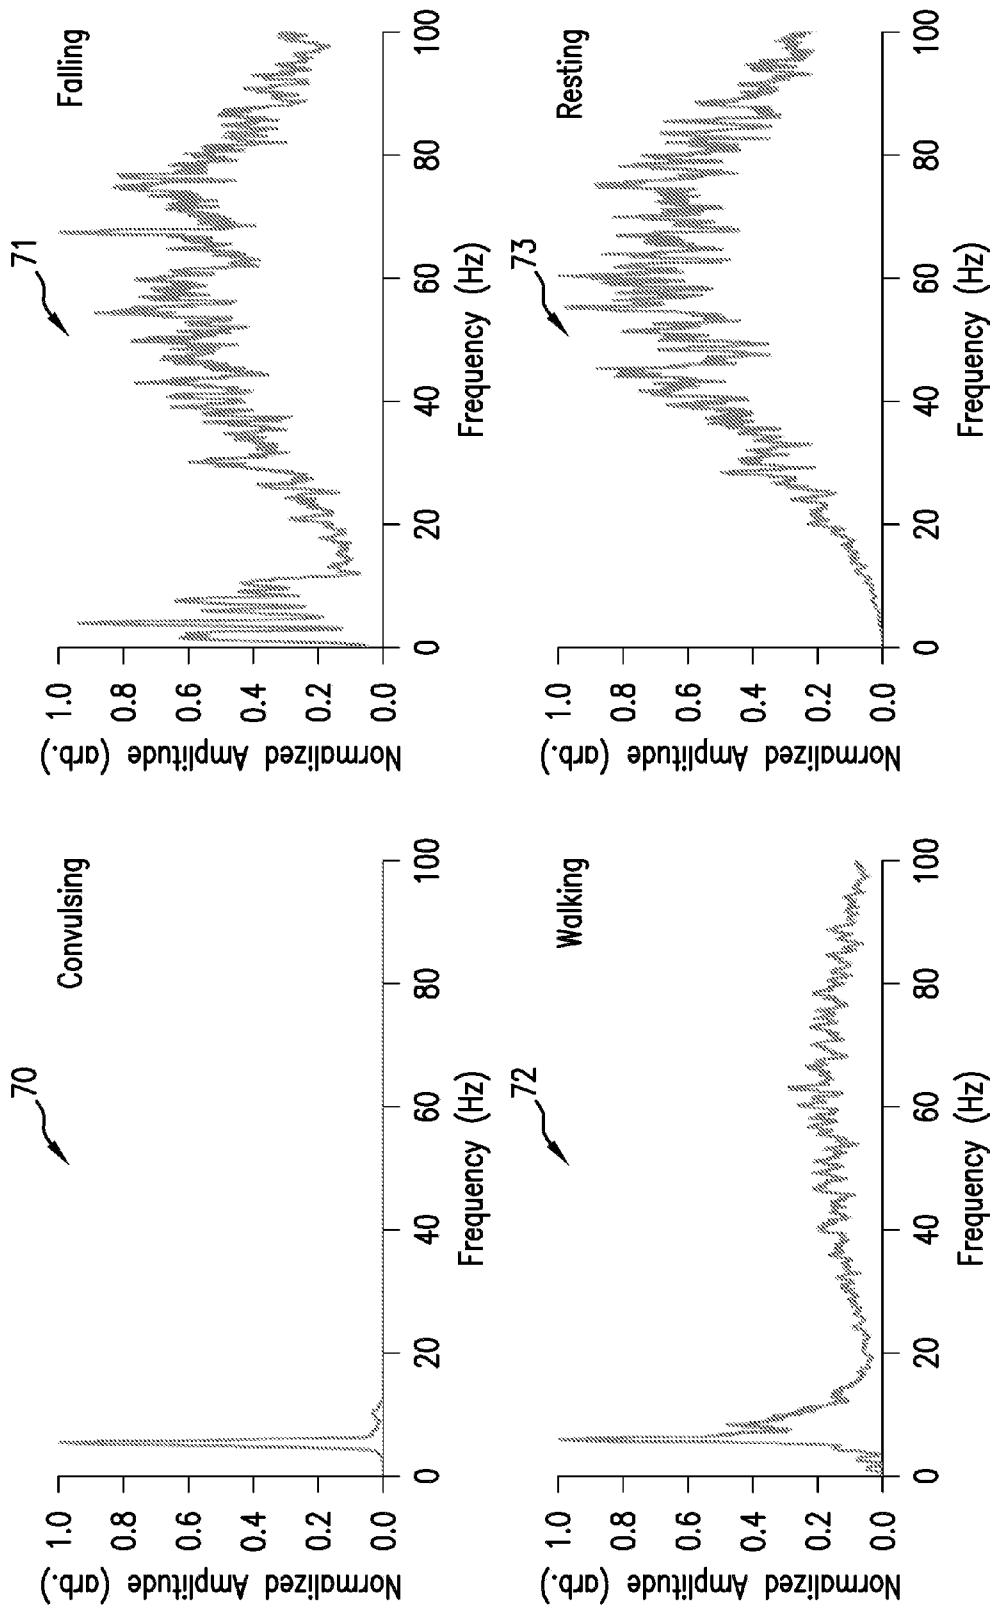 70
Convulsing
Normalized Amplitude (arb.)
1.0
0.8
0.6
0.4
0.2
0.0
0 20 40 60 80 100
Frequency (Hz)
71
Falling
Normalized Amplitude (arb.)
1.0
0.8
0.6
0.4
0.2
0.0
0 20 40 60 80 100
Frequency (Hz)
72
Walking
Normalized Amplitude (arb.)
1.0
0.8
0.6
0.4
0.2
0.0
0 20 40 60 80 100
Frequency (Hz)
73
Resting
Normalized Amplitude (arb.)
1.0
0.8
0.6
0.4
0.2
0.0
0 20 40 60 80 100
Frequency (Hz)